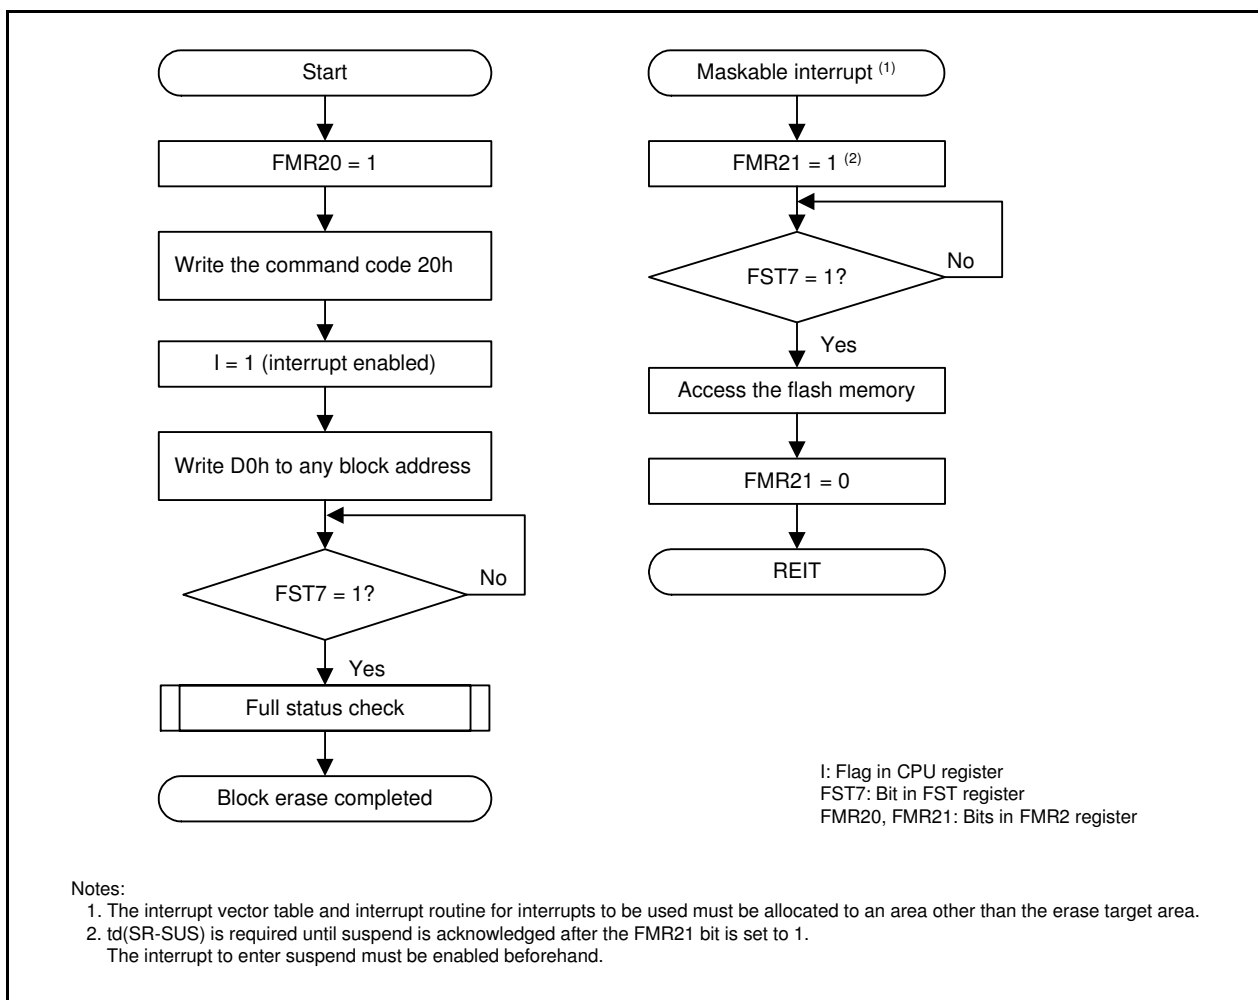 Start
FMR20 = 1
Write the command code 20h
I = 1 (interrupt enabled)
Write D0h to any block address
FST7 = 1?
No
Yes
Full status check
Block erase completed
Maskable interrupt (1)
FMR21 = 1 (2)
FST7 = 1?
No
Yes
Access the flash memory
FMR21 = 0
REIT
I: Flag in CPU register
FST7: Bit in FST register
FMR20, FMR21: Bits in FMR2 register
Notes:
1. The interrupt vector table and interrupt routine for interrupts to be used must be allocated to an area other than the erase target area.
2. td(SR-SUS) is required until suspend is acknowledged after the FMR21 bit is set to 1.
The interrupt to enter suspend must be enabled beforehand.